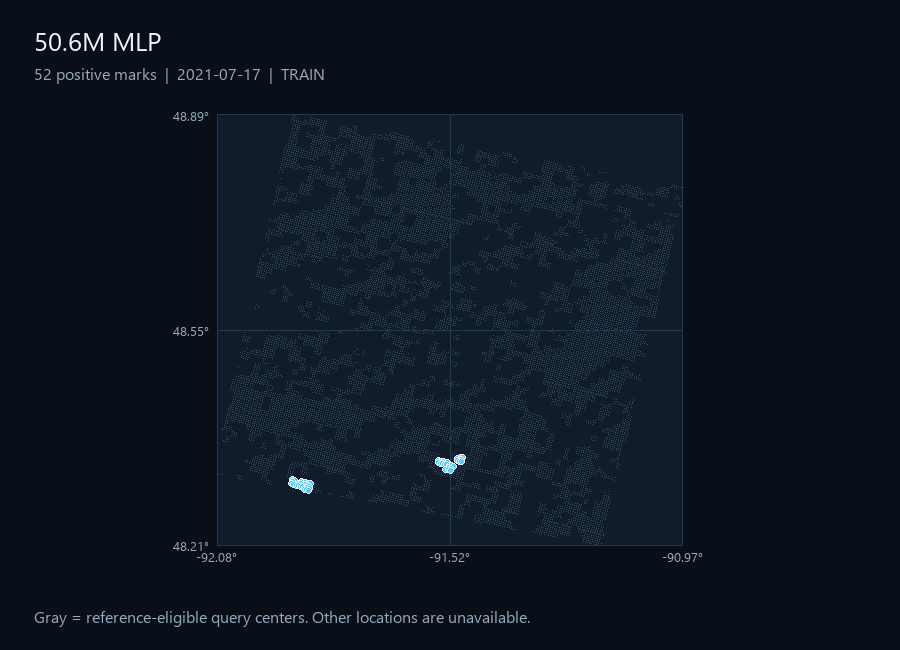 50.6M MLP
52 positive marks | 2021-07-17 | TRAIN
48.89°
48.55°
48.21°
-92.08°
-91.52°
-90.97°
Gray = reference-eligible query centers. Other locations are unavailable.